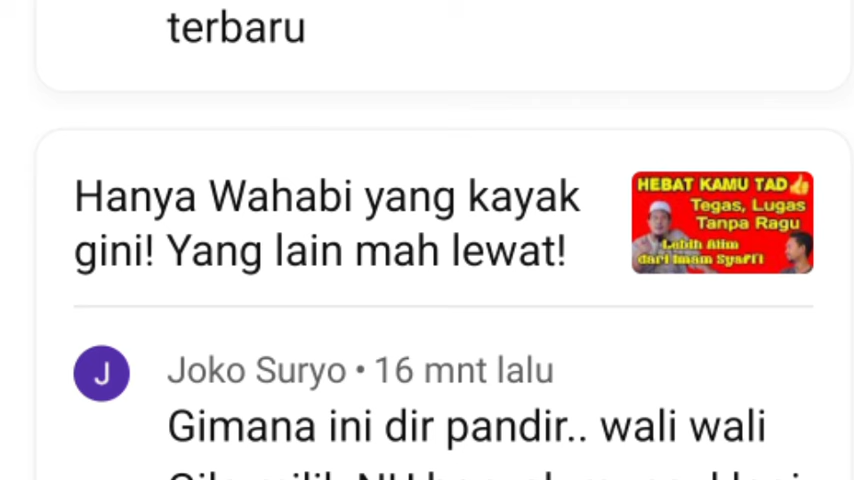 terbaru
Hanya Wahabi yang kayak
gini! Yang lain mah lewat!
HEBAT KAMU TAD
Tegas, Lugas
Tanpa Ragu
Lebih Alim
dari Imam Syafi'i
J
Joko Suryo • 16 mnt lalu
Gimana ini dir pandir.. wali wali